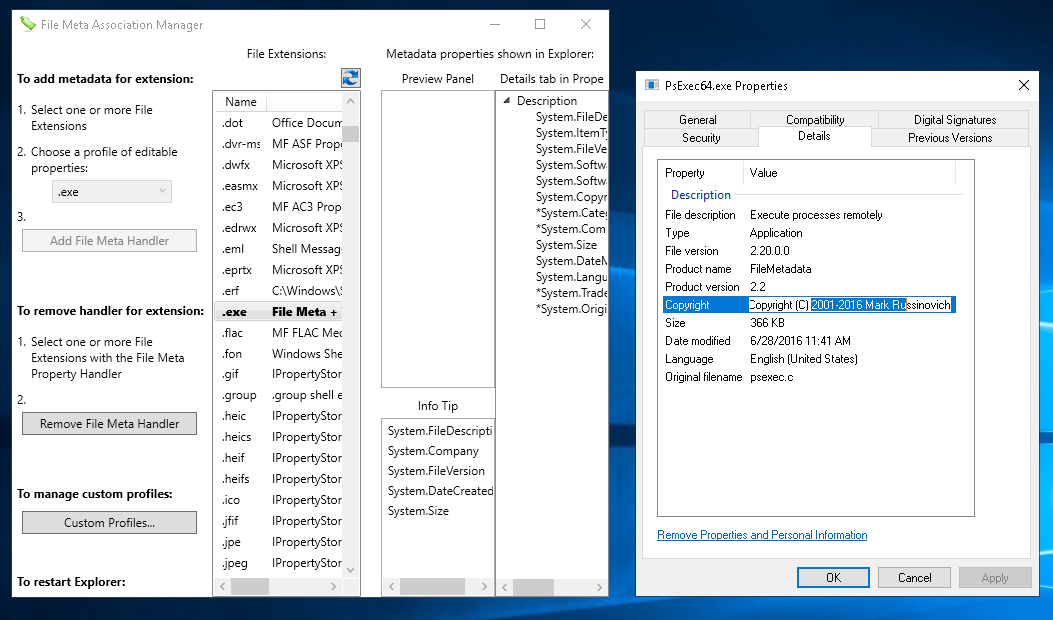 File Meta Association Manager
File Extensions:
Metadata properties shown in Explorer:
To add metadata for extension:
Preview Panel
Details tab in Prope
1. Select one or more File
Extensions
2. Choose a profile of editable
properties:
.exe
3.
Add File Meta Handler
To remove handler for extension:
1. Select one or more File
Extensions with the File Meta
Property Handler
2.
Remove File Meta Handler
To manage custom profiles:
Custom Profiles...
To restart Explorer:
Name
.dot Office Docum
.dvr-ms MF ASF Prop
.dwfx Microsoft XPS
.easmx Microsoft XPS
.ec3 MF AC3 Prop
.edrwx Microsoft XPS
.eml Shell Message
.eprtx Microsoft XPS
.erf C:\Windows\S
.exe File Meta +
.flac MF FLAC Med
.fon Windows She
.gif IPropertyStor
.group .group shell e
.heic IPropertyStor
.heics IPropertyStor
.heif IPropertyStor
.heifs IPropertyStor
.ico IPropertyStor
.jfif IPropertyStor
.jpe IPropertyStor
.jpeg IPropertyStor
Info Tip
System.FileDescripti
System.Company
System.FileVersion
System.DateCreated
System.Size
Description
System.FileDe
System.ItemT
System.FileVe
System.Softw
System.Softw
System.Copyr
*System.Cate
*System.Com
System.Size
System.DateM
System.Langu
*System.Trade
*System.Origi
PsExec64.exe Properties
General
Compatibility
Digital Signatures
Security
Details
Previous Versions
Property Value
Description
File description Execute processes remotely
Type Application
File version 2.20.0.0
Product name FileMetadata
Product version 2.2
Copyright Copyright (C) 2001-2016 Mark Russinovich
Size 366 KB
Date modified 6/28/2016 11:41 AM
Language English (United States)
Original filename psexec.c
Remove Properties and Personal Information
OK
Cancel
Apply